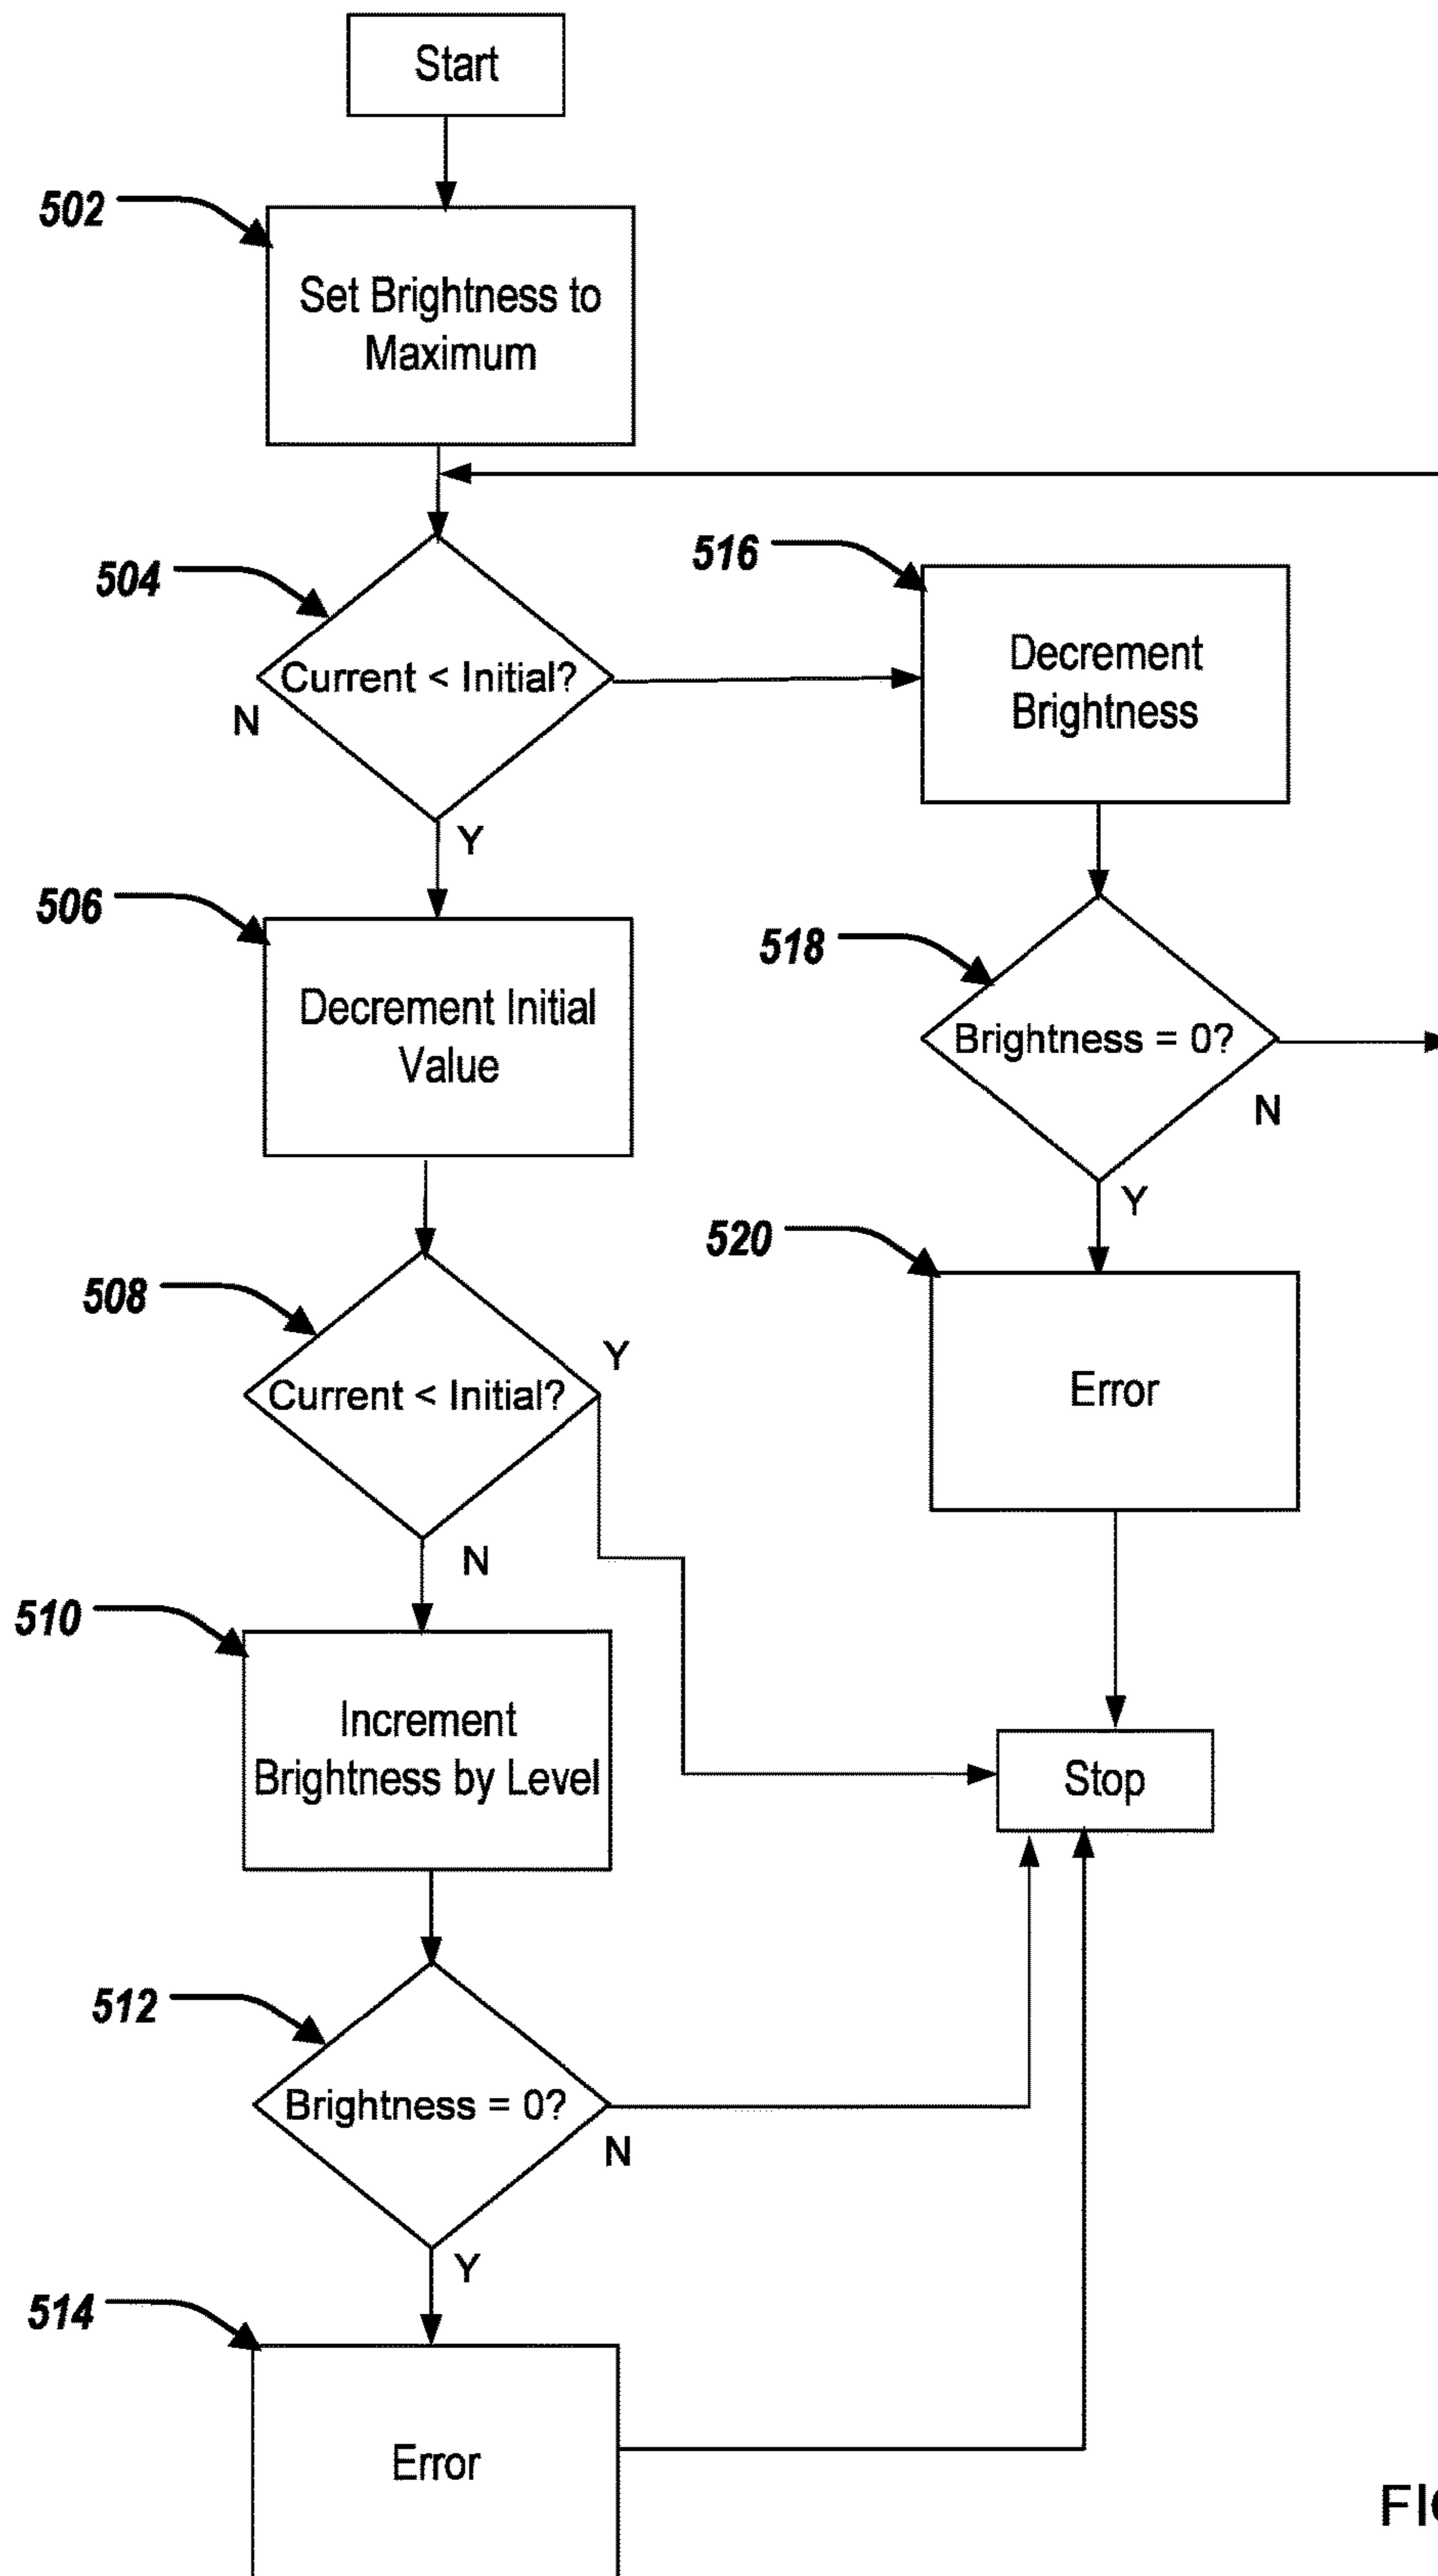 Start
502
Set Brightness to
Maximum
504
Current < Initial?
N
Y
516
Decrement
Brightness
506
Decrement Initial
Value
518
Brightness = 0?
N
Y
508
Current < Initial?
Y
N
520
Error
510
Increment
Brightness by Level
Stop
512
Brightness = 0?
N
Y
514
Error